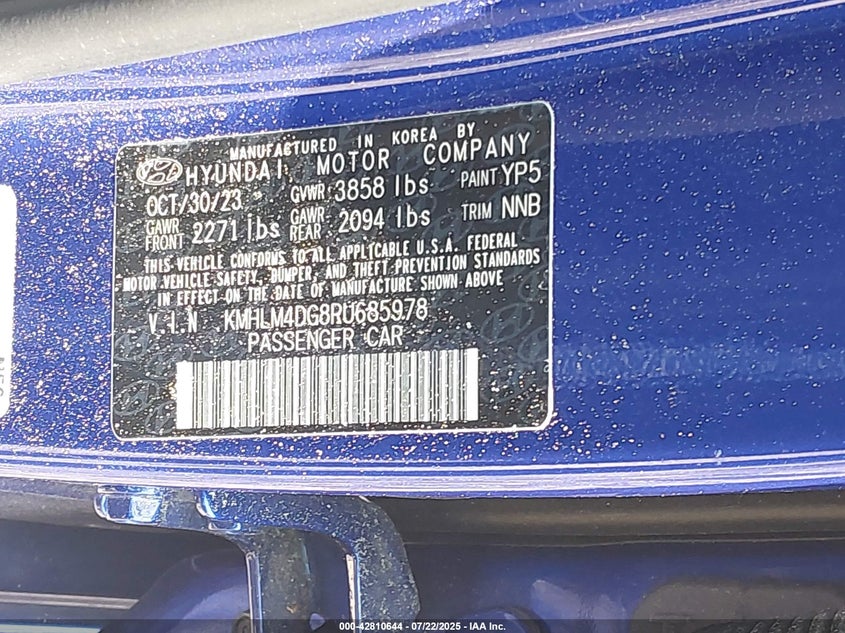 MANUFACTURED IN KOREA BY
HYUNDAI MOTOR COMPANY
OCT/30/23 GVWR 3858 lbs PAINT YP5
GAWR FRONT 2271 lbs GAWR REAR 2094 lbs TRIM NNB
THIS VEHICLE CONFORMS TO ALL APPLICABLE U.S.A. FEDERAL
MOTOR VEHICLE SAFETY, BUMPER, AND THEFT PREVENTION STANDARDS
IN EFFECT ON THE DATE OF MANUFACTURE SHOWN ABOVE
V.I.N KMHLM4DG8RU685978
PASSENGER CAR
000-42810644 - 07/22/2025 - IAA Inc.